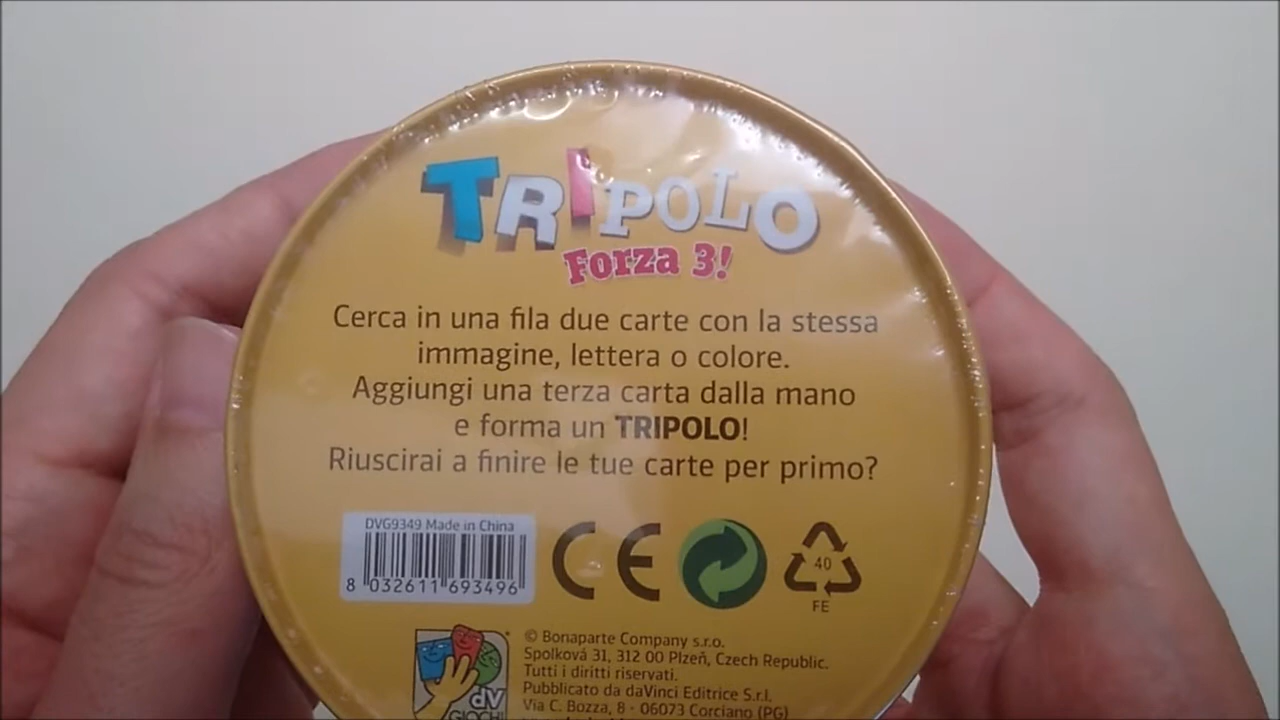 TRIPOLO
Forza 3!
Cerca in una fila due carte con la stessa
immagine, lettera o colore.
Aggiungi una terza carta dalla mano
e forma un TRIPOLO!
Riuscirai a finire le tue carte per primo?
DVG9349 Made in China
8 032611 693496
CE
40
FE
dV
GIOCHI
© Bonaparte Company s.r.o.
Spolková 31, 312 00 Plzeň, Czech Republic.
Tutti i diritti riservati.
Pubblicato da daVinci Editrice S.r.l.
Via C. Bozza, 8 - 06073 Corciano (PG)